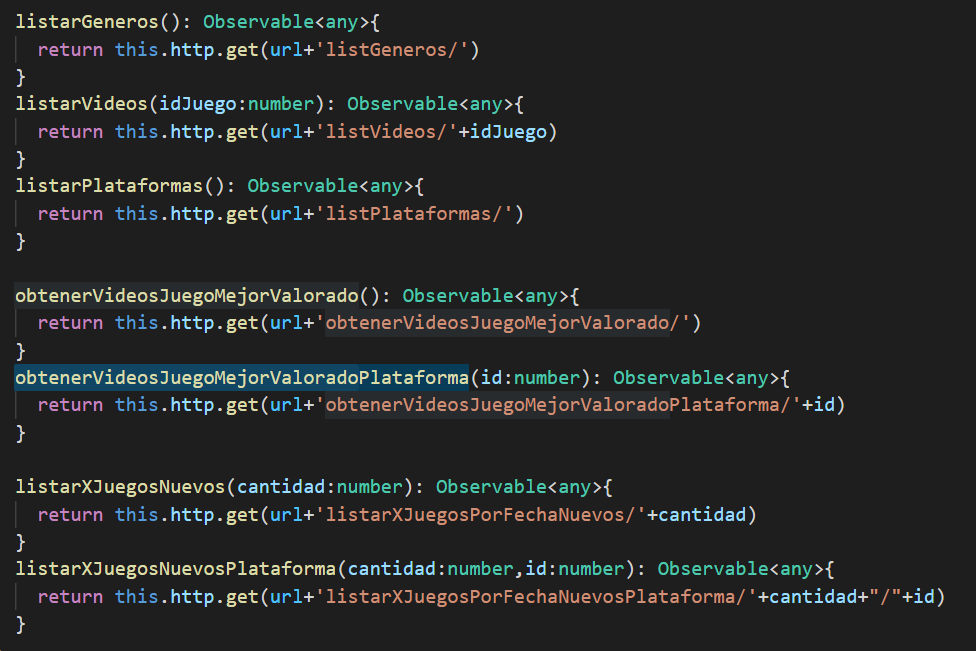 listarGeneros(): Observable<any>{
return this.http.get(url+'listGeneros/')
}
listarVideos(idJuego:number): Observable<any>{
return this.http.get(url+'listVideos/'+idJuego)
}
listarPlataformas(): Observable<any>{
return this.http.get(url+'listPlataformas/')
}
obtenerVideosJuegoMejorValorado(): Observable<any>{
return this.http.get(url+'obtenerVideosJuegoMejorValorado/')
}
obtenerVideosJuegoMejorValoradoPlataforma(id:number): Observable<any>{
return this.http.get(url+'obtenerVideosJuegoMejorValoradoPlataforma/'+id)
}
listarXJuegosNuevos(cantidad:number): Observable<any>{
return this.http.get(url+'listarXJuegosPorFechaNuevos/'+cantidad)
}
listarXJuegosNuevosPlataforma(cantidad:number,id:number): Observable<any>{
return this.http.get(url+'listarXJuegosPorFechaNuevosPlataforma/'+cantidad+"/"+id)
}